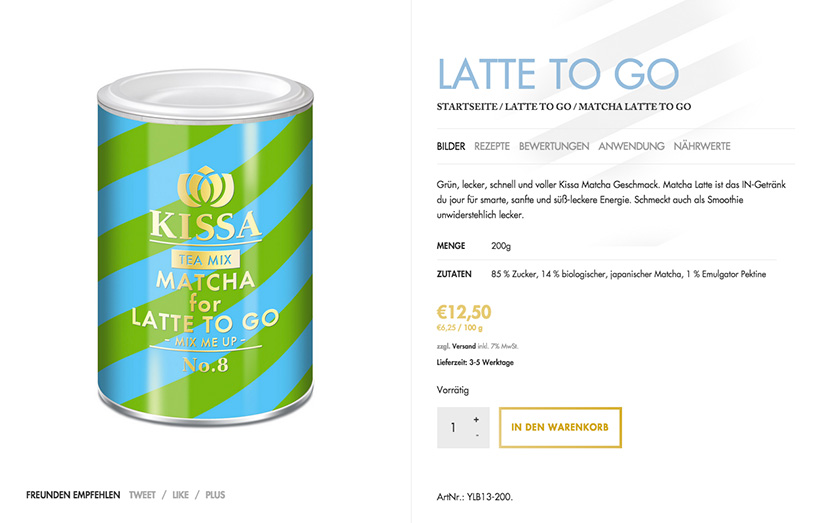 KISSA
TEA MIX
MATCHA
for
LATTE TO GO
- MIX ME UP -
No.8
FREUNDEN EMPFEHLEN TWEET / LIKE / PLUS
LATTE TO GO
STARTSEITE / LATTE TO GO / MATCHA LATTE TO GO
BILDER REZEPTE BEWERTUNGEN ANWENDUNG NÄHRWERTE
Grün, lecker, schnell und voller Kissa Matcha Geschmack. Matcha Latte ist das IN-Getränk
du jour für smarte, sanfte und süß-leckere Energie. Schmeckt auch als Smoothie
unwiderstehlich lecker.
MENGE 200g
ZUTATEN 85 % Zucker, 14 % biologischer, japanischer Matcha, 1 % Emulgator Pektine
€12,50
€6,25 / 100 g
zzgl. Versand inkl. 7% MwSt.
Lieferzeit: 3-5 Werktage
Vorrätig
1 + -
IN DEN WARENKORB
ArtNr.: YLB13-200.